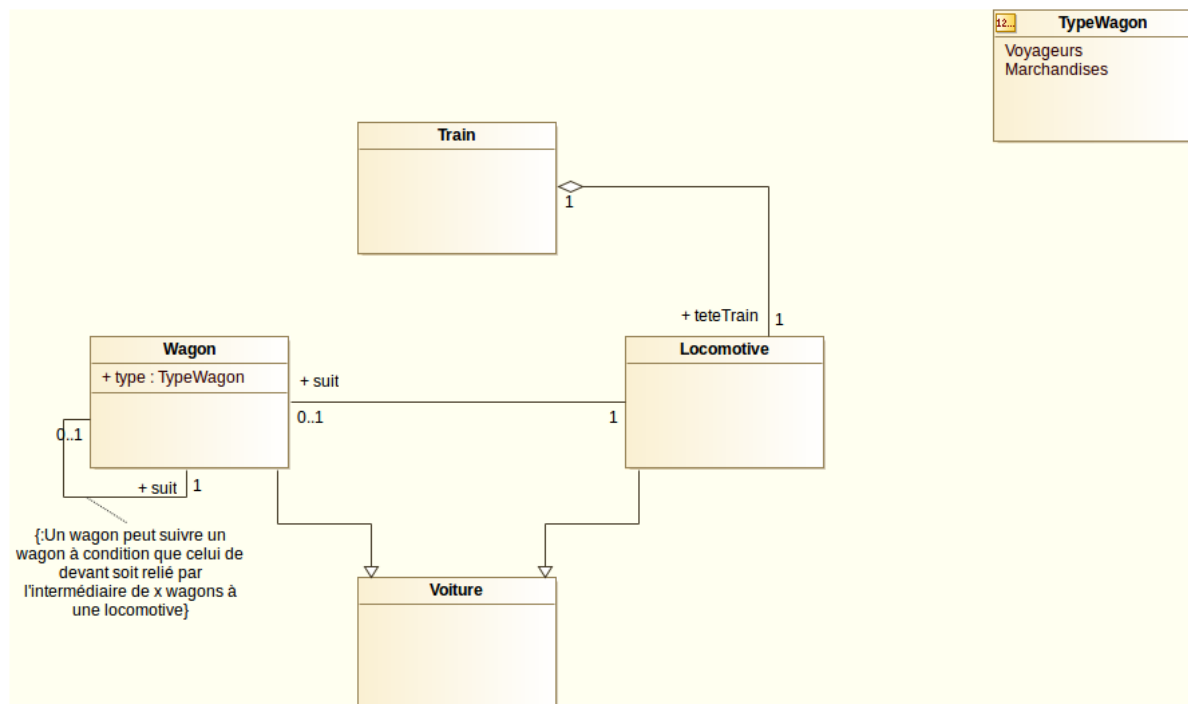 12...
TypeWagon
Voyageurs
Marchandises
Train
1
+ teteTrain
1
Wagon
+ type : TypeWagon
Locomotive
+ suit
0..1
1
0..1
+ suit
1
{:Un wagon peut suivre un
wagon à condition que celui de
devant soit relié par
l'intermédiaire de x wagons à
une locomotive}
Voiture